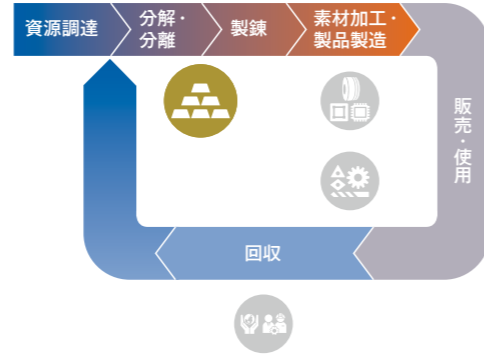 資源調達
分解・
分離
製錬
素材加工・
製品製造
販売・使用
回収